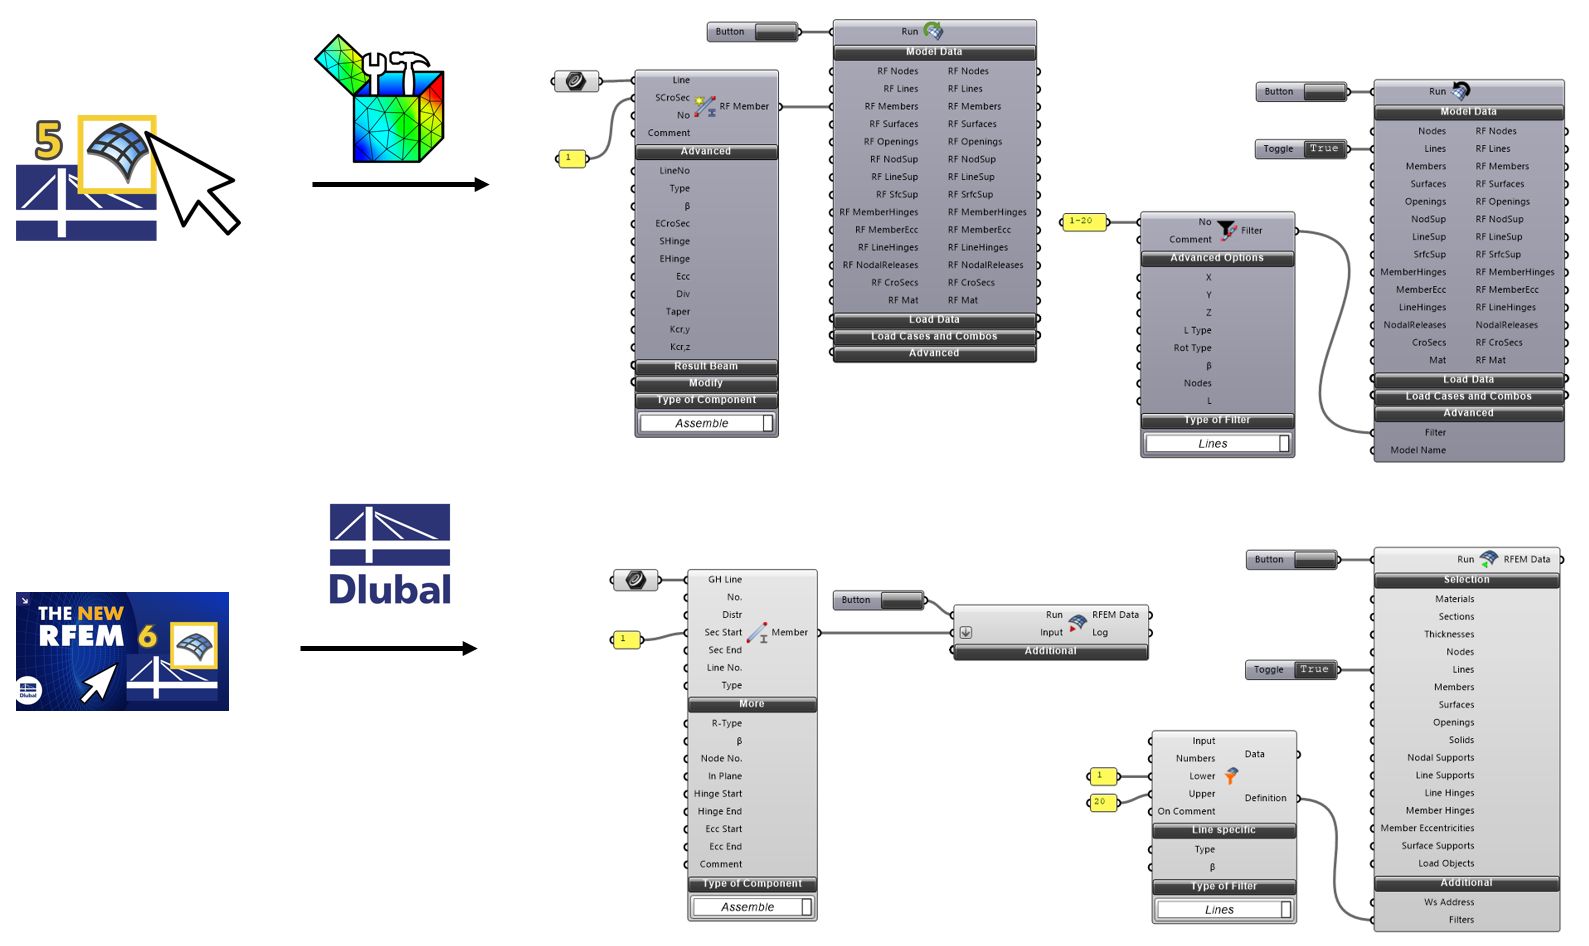 5
Button
Run
Model Data
RF Nodes RF Nodes
RF Lines RF Lines
RF Members RF Members
RF Surfaces RF Surfaces
RF Openings RF Openings
RF NodSup RF NodSup
RF LineSup RF LineSup
RF SfcSup RF SrfcSup
RF MemberHinges RF MemberHinges
RF MemberEcc RF MemberEcc
RF LineHinges RF LineHinges
RF NodalReleases RF NodalReleases
RF CroSecs RF CroSecs
RF Mat RF Mat
Load Data
Load Cases and Combos
Advanced
Line
SCroSec
No
RF Member
Comment
1
Advanced
LineNo
Type
β
ECroSec
SHinge
EHinge
Ecc
Div
Taper
Kcr,y
Kcr,z
Result Beam
Modify
Type of Component
Assemble
1-20
No
Comment
Filter
Advanced Options
X
Y
Z
L Type
Rot Type
β
Nodes
L
Type of Filter
Lines
Button
Toggle True
Run
Model Data
Nodes RF Nodes
Lines RF Lines
Members RF Members
Surfaces RF Surfaces
Openings RF Openings
NodSup RF NodSup
LineSup RF LineSup
SrfcSup RF SrfcSup
MemberHinges RF MemberHinges
MemberEcc RF MemberEcc
LineHinges RF LineHinges
NodalReleases NodalReleases
CroSecs RF CroSecs
Mat RF Mat
Load Data
Load Cases and Combos
Advanced
Filter
Model Name
THE NEW
RFEM 6
Dlubal
Dlubal
GH Line
No.
Distr
1
Sec Start
Member
Sec End
Line No.
Type
More
R-Type
β
Node No.
In Plane
Hinge Start
Hinge End
Ecc Start
Ecc End
Comment
Type of Component
Assemble
Button
Run RFEM Data
Input Log
Additional
Input
Numbers
Data
1
Lower
20
Upper
Definition
On Comment
Line specific
Type
β
Type of Filter
Lines
Button
Toggle True
Run RFEM Data
Selection
Materials
Sections
Thicknesses
Nodes
Lines
Members
Surfaces
Openings
Solids
Nodal Supports
Line Supports
Line Hinges
Member Hinges
Member Eccentricities
Surface Supports
Load Objects
Additional
Ws Address
Filters